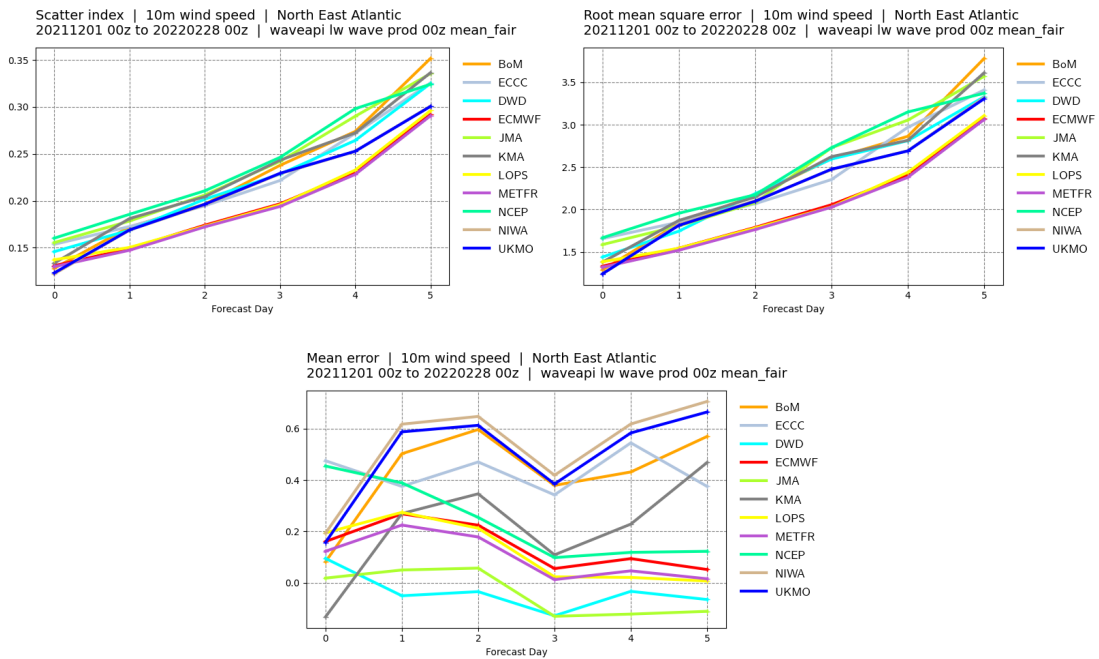 Scatter index | 10m wind speed | North East Atlantic
20211201 00z to 20220228 00z | waveapi lw wave prod 00z mean_fair
0.35
0.30
0.25
0.20
0.15
0
1
2
3
4
5
Forecast Day
BoM
ECCC
DWD
ECMWF
JMA
KMA
LOPS
METFR
NCEP
NIWA
UKMO
Root mean square error | 10m wind speed | North East Atlantic
20211201 00z to 20220228 00z | waveapi lw wave prod 00z mean_fair
3.5
3.0
2.5
2.0
1.5
0
1
2
3
4
5
Forecast Day
BoM
ECCC
DWD
ECMWF
JMA
KMA
LOPS
METFR
NCEP
NIWA
UKMO
Mean error | 10m wind speed | North East Atlantic
20211201 00z to 20220228 00z | waveapi lw wave prod 00z mean_fair
0.6
0.4
0.2
0.0
0
1
2
3
4
5
Forecast Day
BoM
ECCC
DWD
ECMWF
JMA
KMA
LOPS
METFR
NCEP
NIWA
UKMO